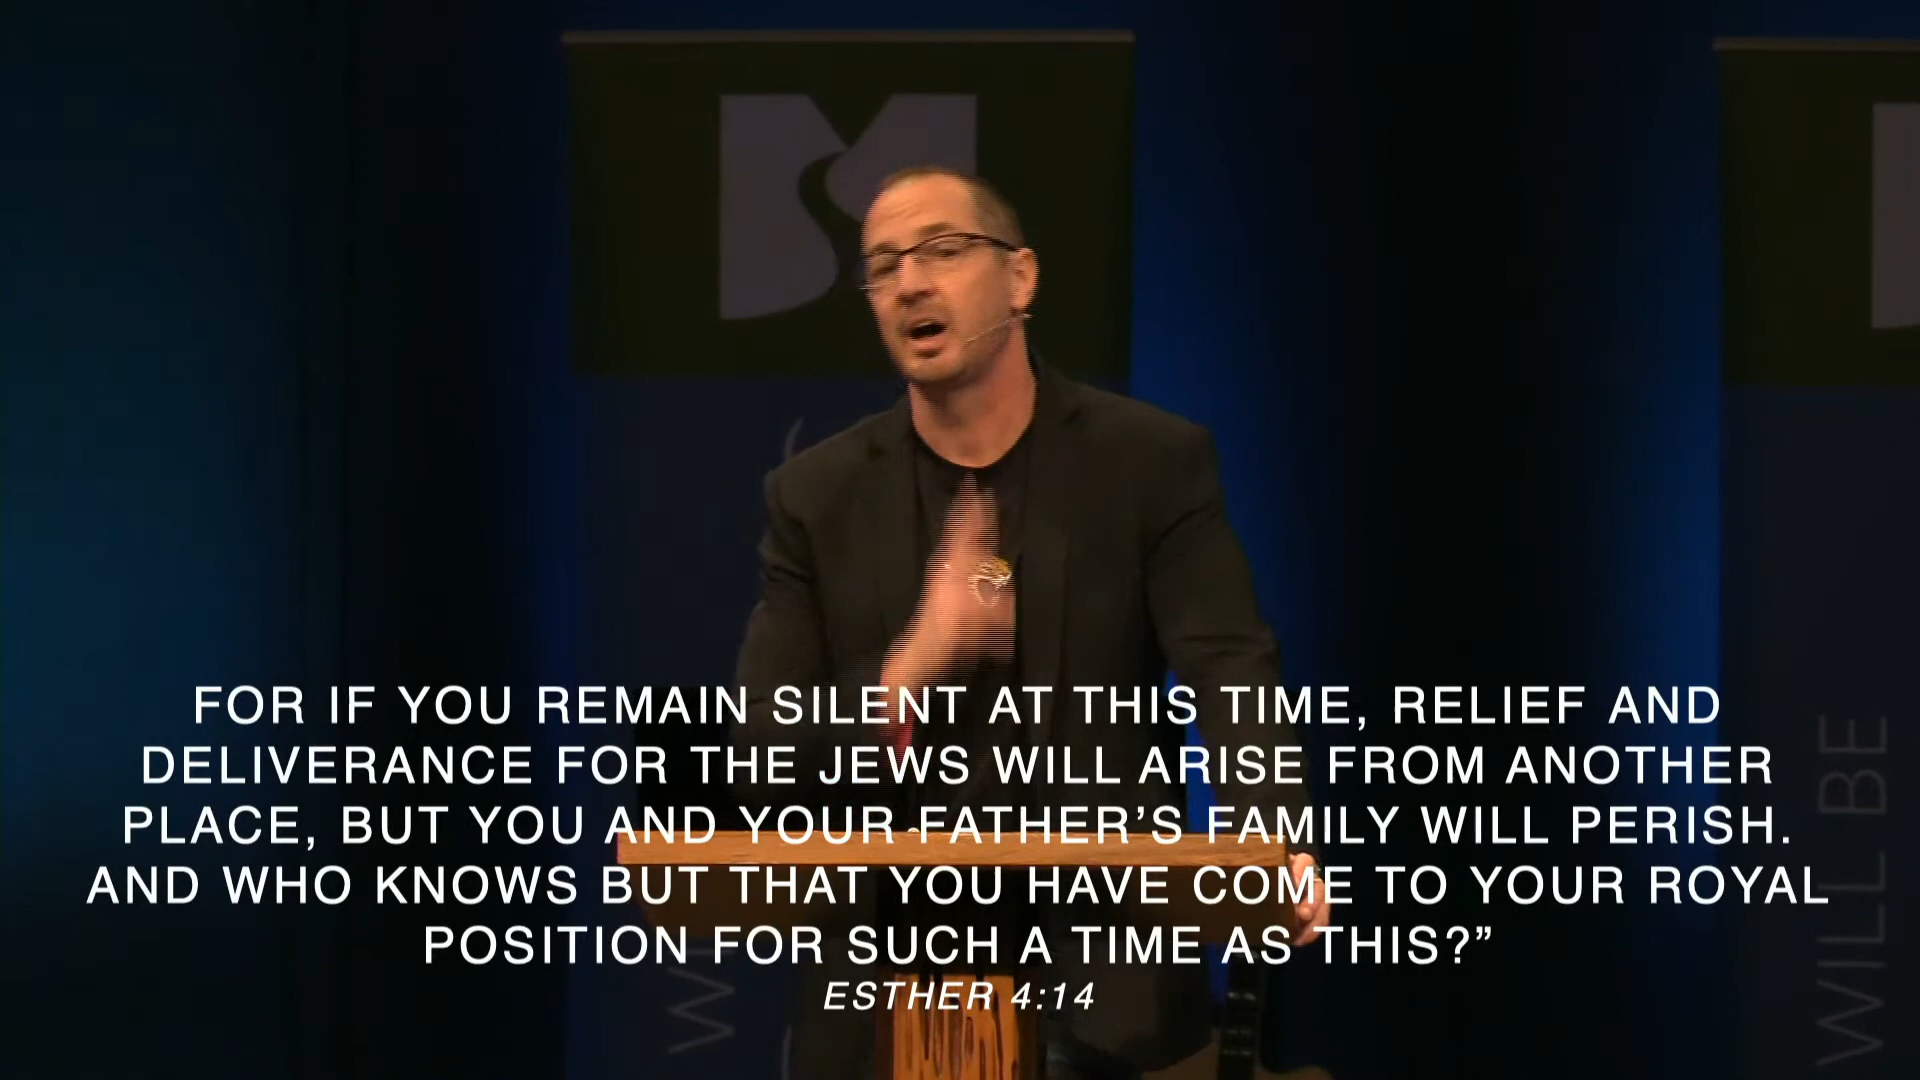 FOR IF YOU REMAIN SILENT AT THIS TIME, RELIEF AND
DELIVERANCE FOR THE JEWS WILL ARISE FROM ANOTHER
PLACE, BUT YOU AND YOUR FATHER’S FAMILY WILL PERISH.
AND WHO KNOWS BUT THAT YOU HAVE COME TO YOUR ROYAL
POSITION FOR SUCH A TIME AS THIS?”
ESTHER 4:14
WILL BE